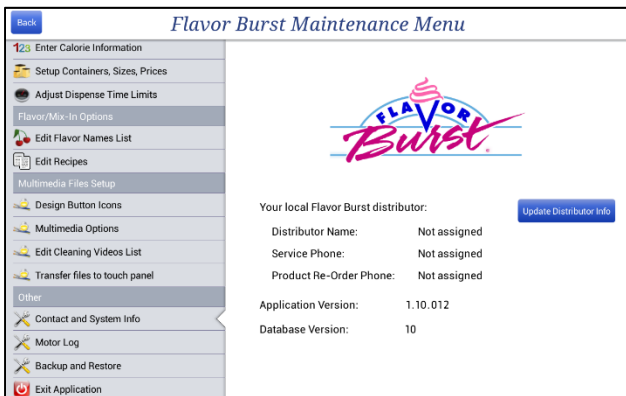 Back
Flavor Burst Maintenance Menu
123 Enter Calorie Information
Setup Containers, Sizes, Prices
Adjust Dispense Time Limits
Flavor/Mix-In Options
Edit Flavor Names List
Edit Recipes
Multimedia Files Setup
Design Button Icons
Multimedia Options
Edit Cleaning Videos List
Transfer files to touch panel
Other
Contact and System Info
Motor Log
Backup and Restore
Exit Application
FLAVOR
Burst
Your local Flavor Burst distributor:
Update Distributor Info
Distributor Name: Not assigned
Service Phone: Not assigned
Product Re-Order Phone: Not assigned
Application Version: 1.10.012
Database Version: 10